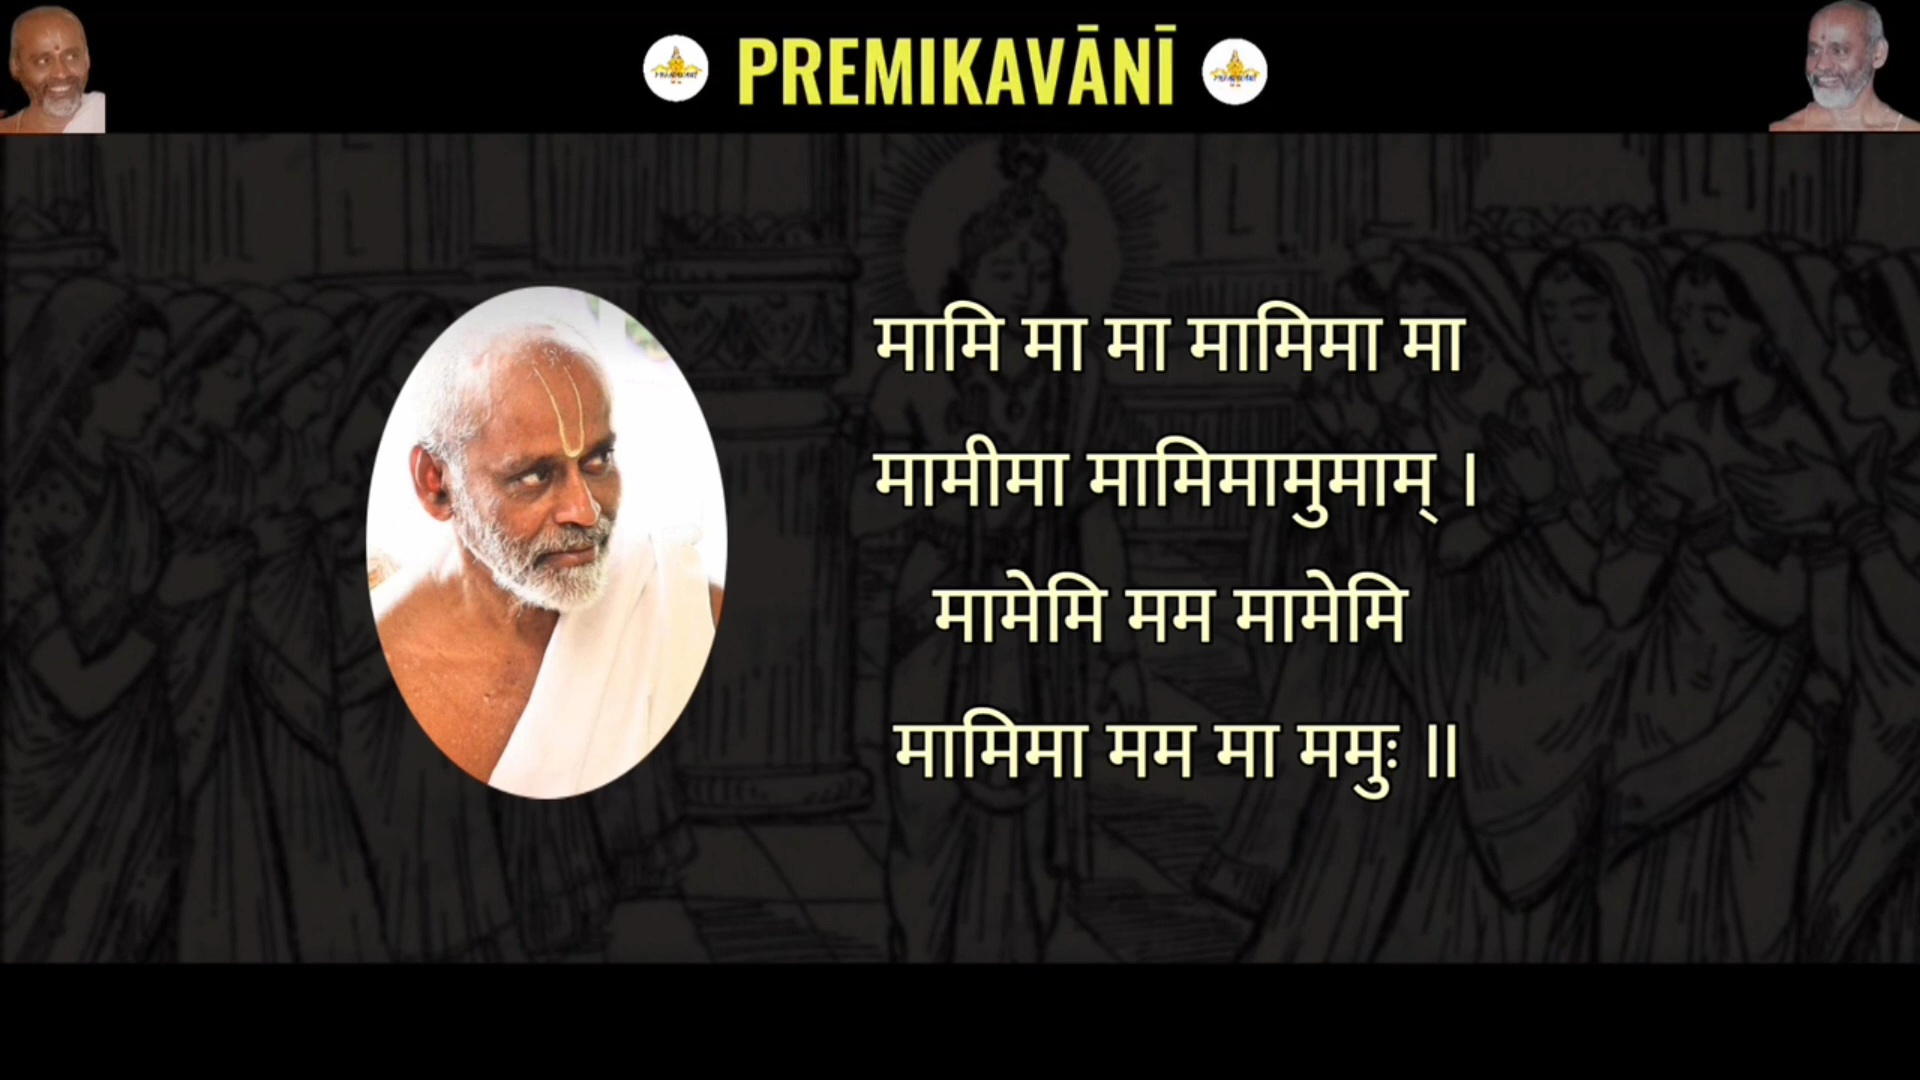 PREMIKAVĀNĪ
मामि मा मा मामिमा मा
मामीमा मामिमामुमाम् ।
मामेमि मम मामेमि
मामिमा मम मा ममुः ॥